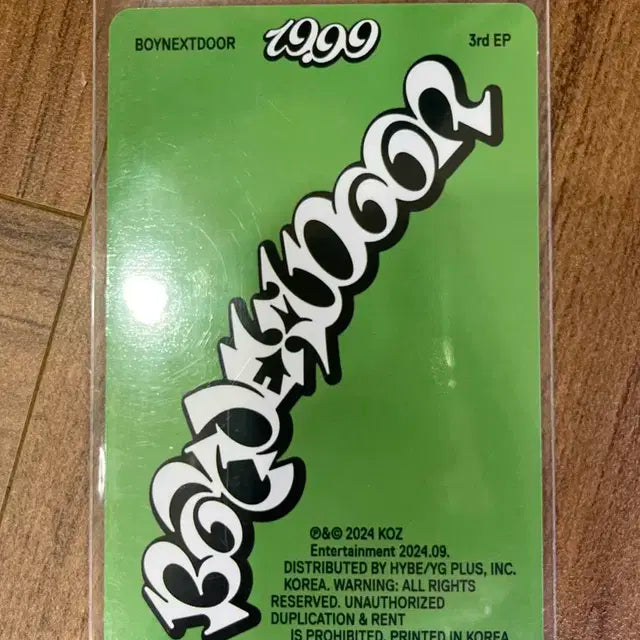 BOYNEXTDOOR 19.99 3rd EP
BOYNEXTDOOR
℗&© 2024 KOZ
Entertainment 2024.09.
DISTRIBUTED BY HYBE/YG PLUS, INC.
KOREA. WARNING: ALL RIGHTS
RESERVED. UNAUTHORIZED
DUPLICATION & RENT
IS PROHIBITED. PRINTED IN KOREA